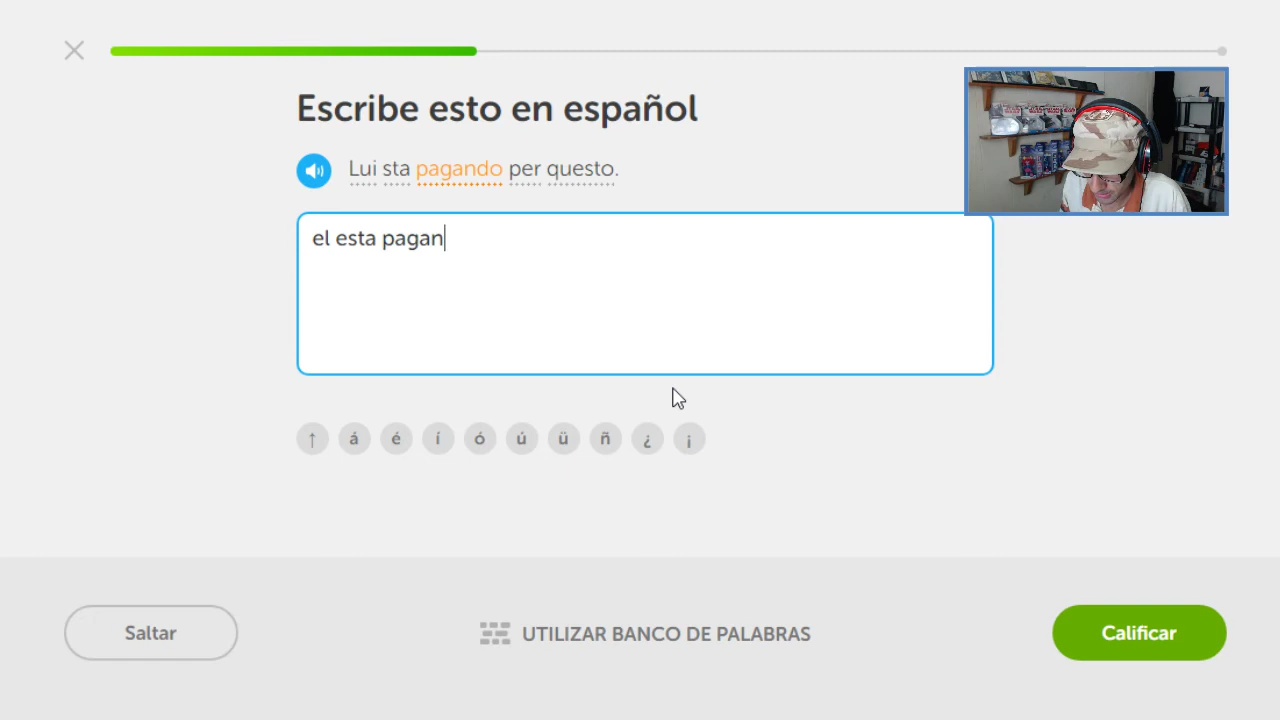 Escribe esto en español
Lui sta pagando per questo.
el esta pagan
↑ á é í ó ú ü ñ ¿ ¡
Saltar
UTILIZAR BANCO DE PALABRAS
Calificar